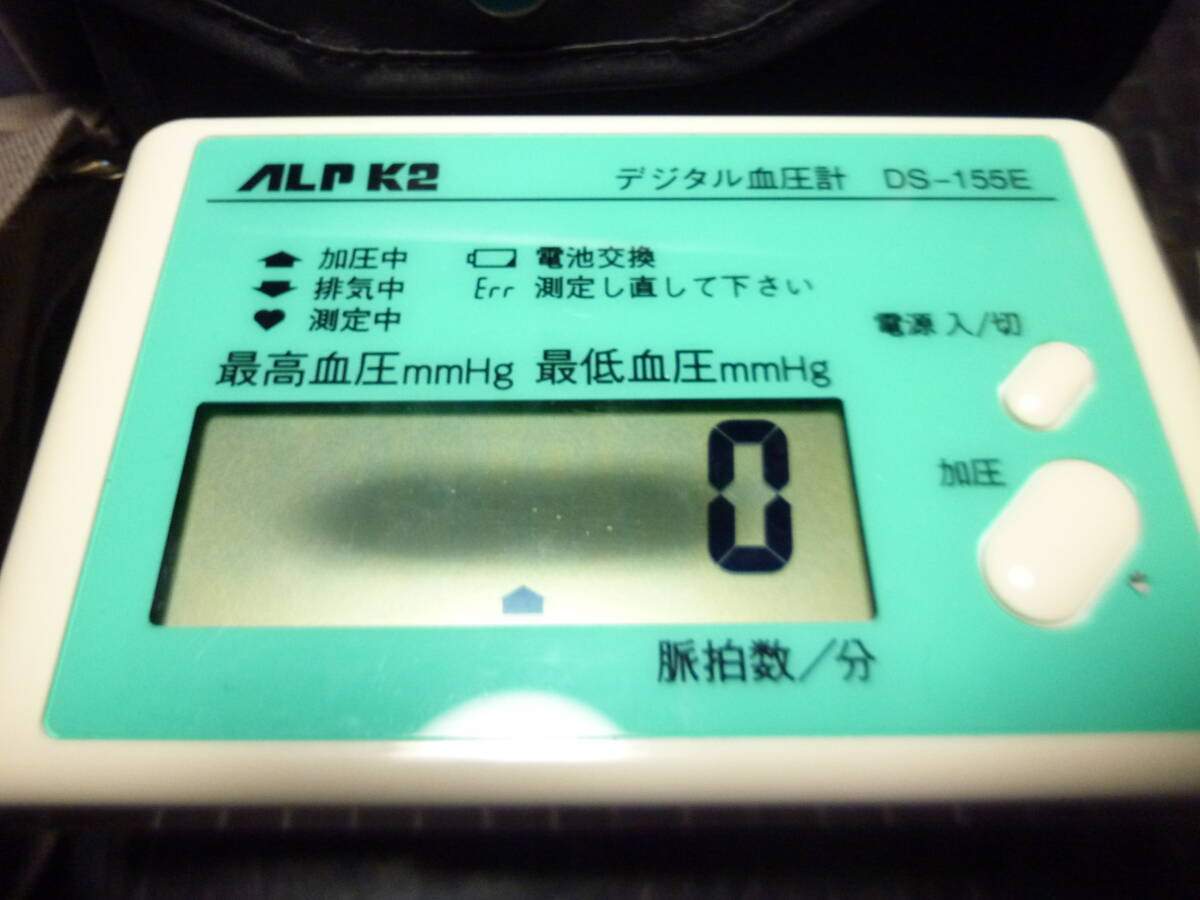 ALP K2
デジタル血圧計 DS-155E
加圧中 電池交換
排気中 Err 測定し直して下さい
測定中
電源 入/切
最高血圧mmHg 最低血圧mmHg
0
加圧
脈拍数/分